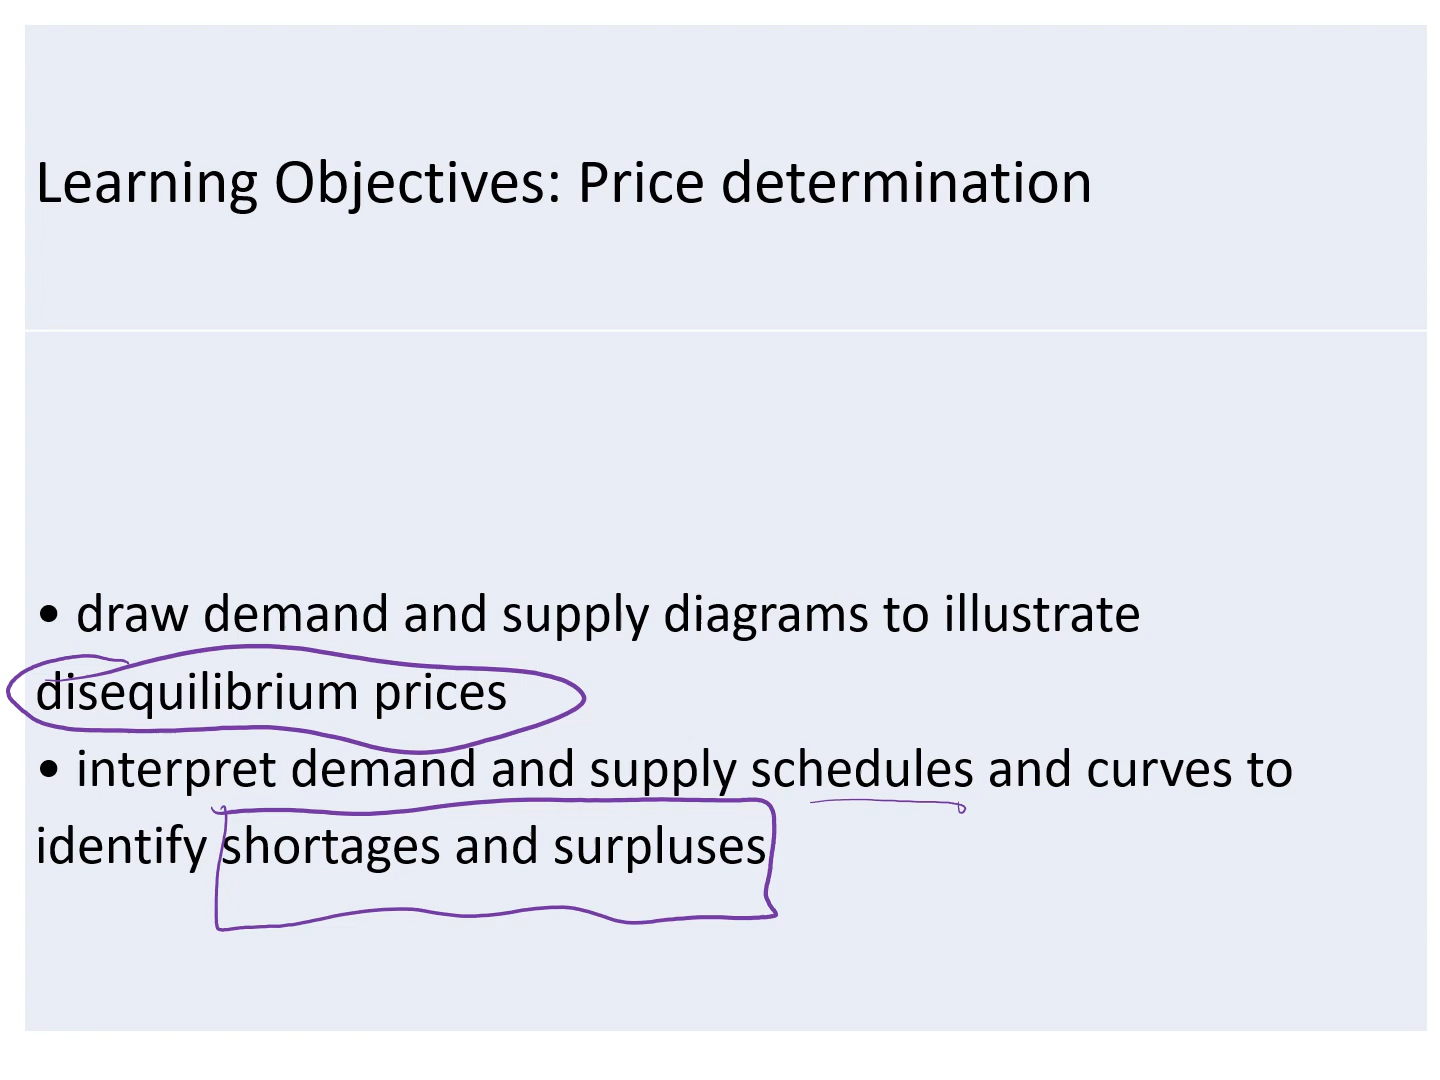 Learning Objectives: Price determination
• draw demand and supply diagrams to illustrate
disequilibrium prices
• interpret demand and supply schedules and curves to
identify shortages and surpluses